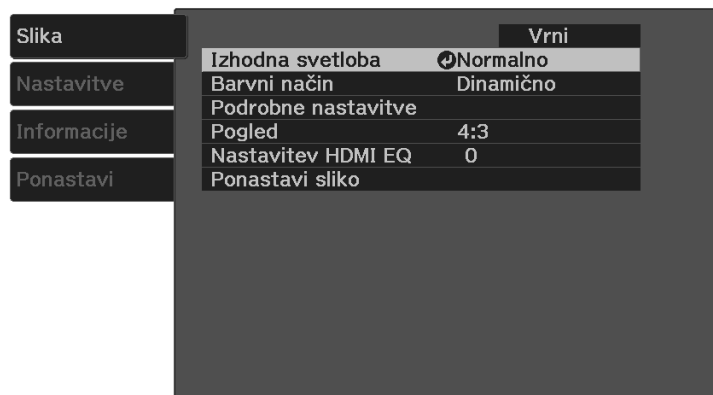 Slika
Nastavitve
Informacije
Ponastavi
Vrni
Izhodna svetloba Normalno
Barvni način Dinamično
Podrobne nastavitve
Pogled 4:3
Nastavitev HDMI EQ 0
Ponastavi sliko